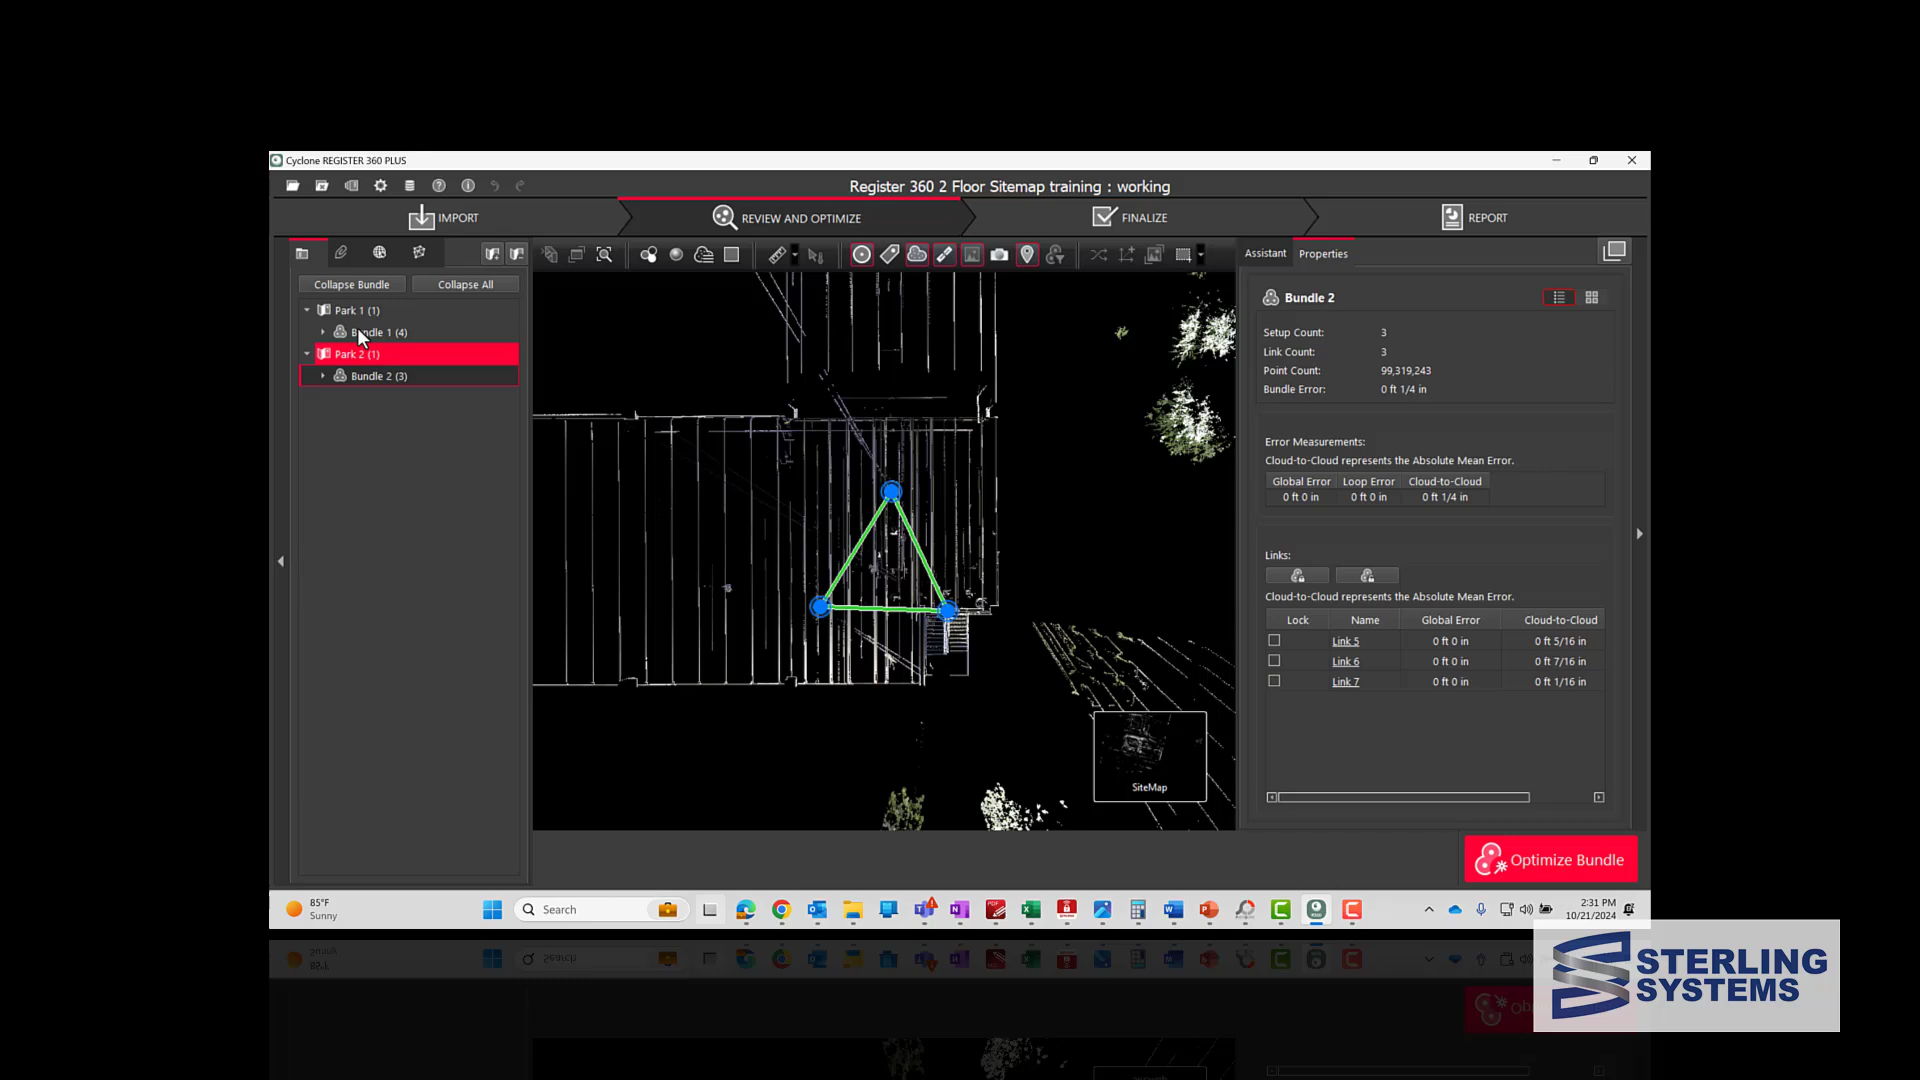 Cyclone REGISTER 360 PLUS
Register 360 2 Floor Sitemap training : working
IMPORT
REVIEW AND OPTIMIZE
FINALIZE
REPORT
Collapse Bundle
Collapse All
Park 1 (1)
Bundle 1 (4)
Park 2 (1)
Bundle 2 (3)
SiteMap
Assistant
Properties
Bundle 2
Setup Count: 3
Link Count: 3
Point Count: 99,319,243
Bundle Error: 0 ft 1/4 in
Error Measurements:
Cloud-to-Cloud represents the Absolute Mean Error.
Global Error Loop Error Cloud-to-Cloud
0 ft 0 in 0 ft 0 in 0 ft 1/4 in
Links:
Cloud-to-Cloud represents the Absolute Mean Error.
Lock Name Global Error Cloud-to-Cloud
Link 5 0 ft 0 in 0 ft 5/16 in
Link 6 0 ft 0 in 0 ft 7/16 in
Link 7 0 ft 0 in 0 ft 1/16 in
Optimize Bundle
85°F
Sunny
Search
2:31 PM
10/21/2024
STERLING
SYSTEMS